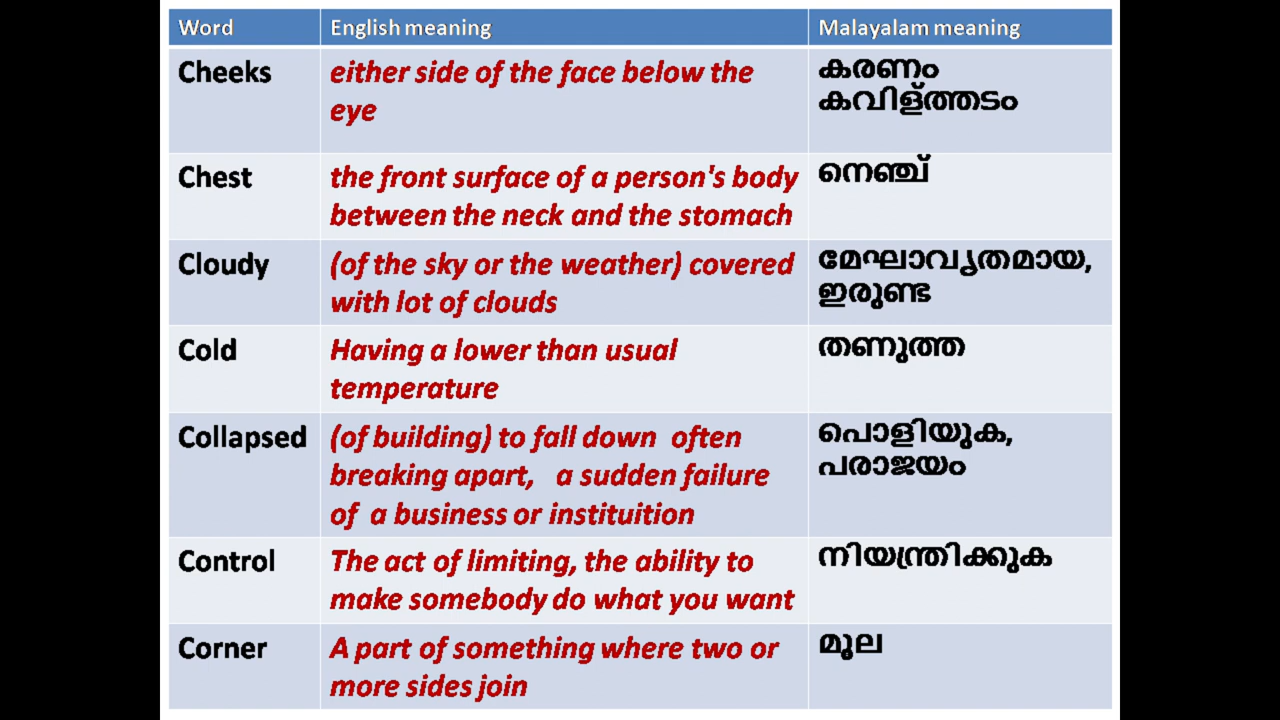 Word English meaning Malayalam meaning
Cheeks either side of the face below the കരണം
eye കവിള്ത്തടം
Chest the front surface of a person's body നെഞ്ച്
between the neck and the stomach
Cloudy (of the sky or the weather) covered മേഘാവൃതമായ,
with lot of clouds ഇരുണ്ട
Cold Having a lower than usual തണുത്ത
temperature
Collapsed (of building) to fall down often പൊളിയുക,
breaking apart, a sudden failure പരാജയം
of a business or instituition
Control The act of limiting, the ability to നിയന്ത്രിക്കുക
make somebody do what you want
Corner A part of something where two or മൂല
more sides join